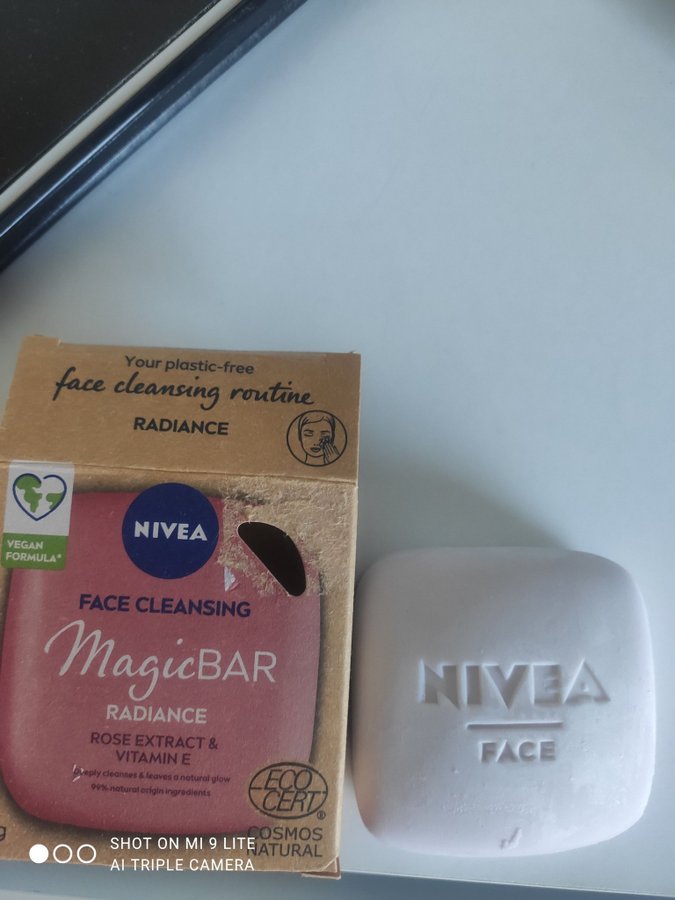 Your plastic-free
face cleansing routine
RADIANCE
VEGAN
FORMULA*
NIVEA
FACE CLEANSING
MagicBAR
RADIANCE
ROSE EXTRACT &
VITAMIN E
Deeply cleanses & leaves a natural glow
99% natural origin ingredients
ECO
CERT
®
COSMOS
NATURAL
g
NIVEA
FACE
SHOT ON MI 9 LITE
AI TRIPLE CAMERA